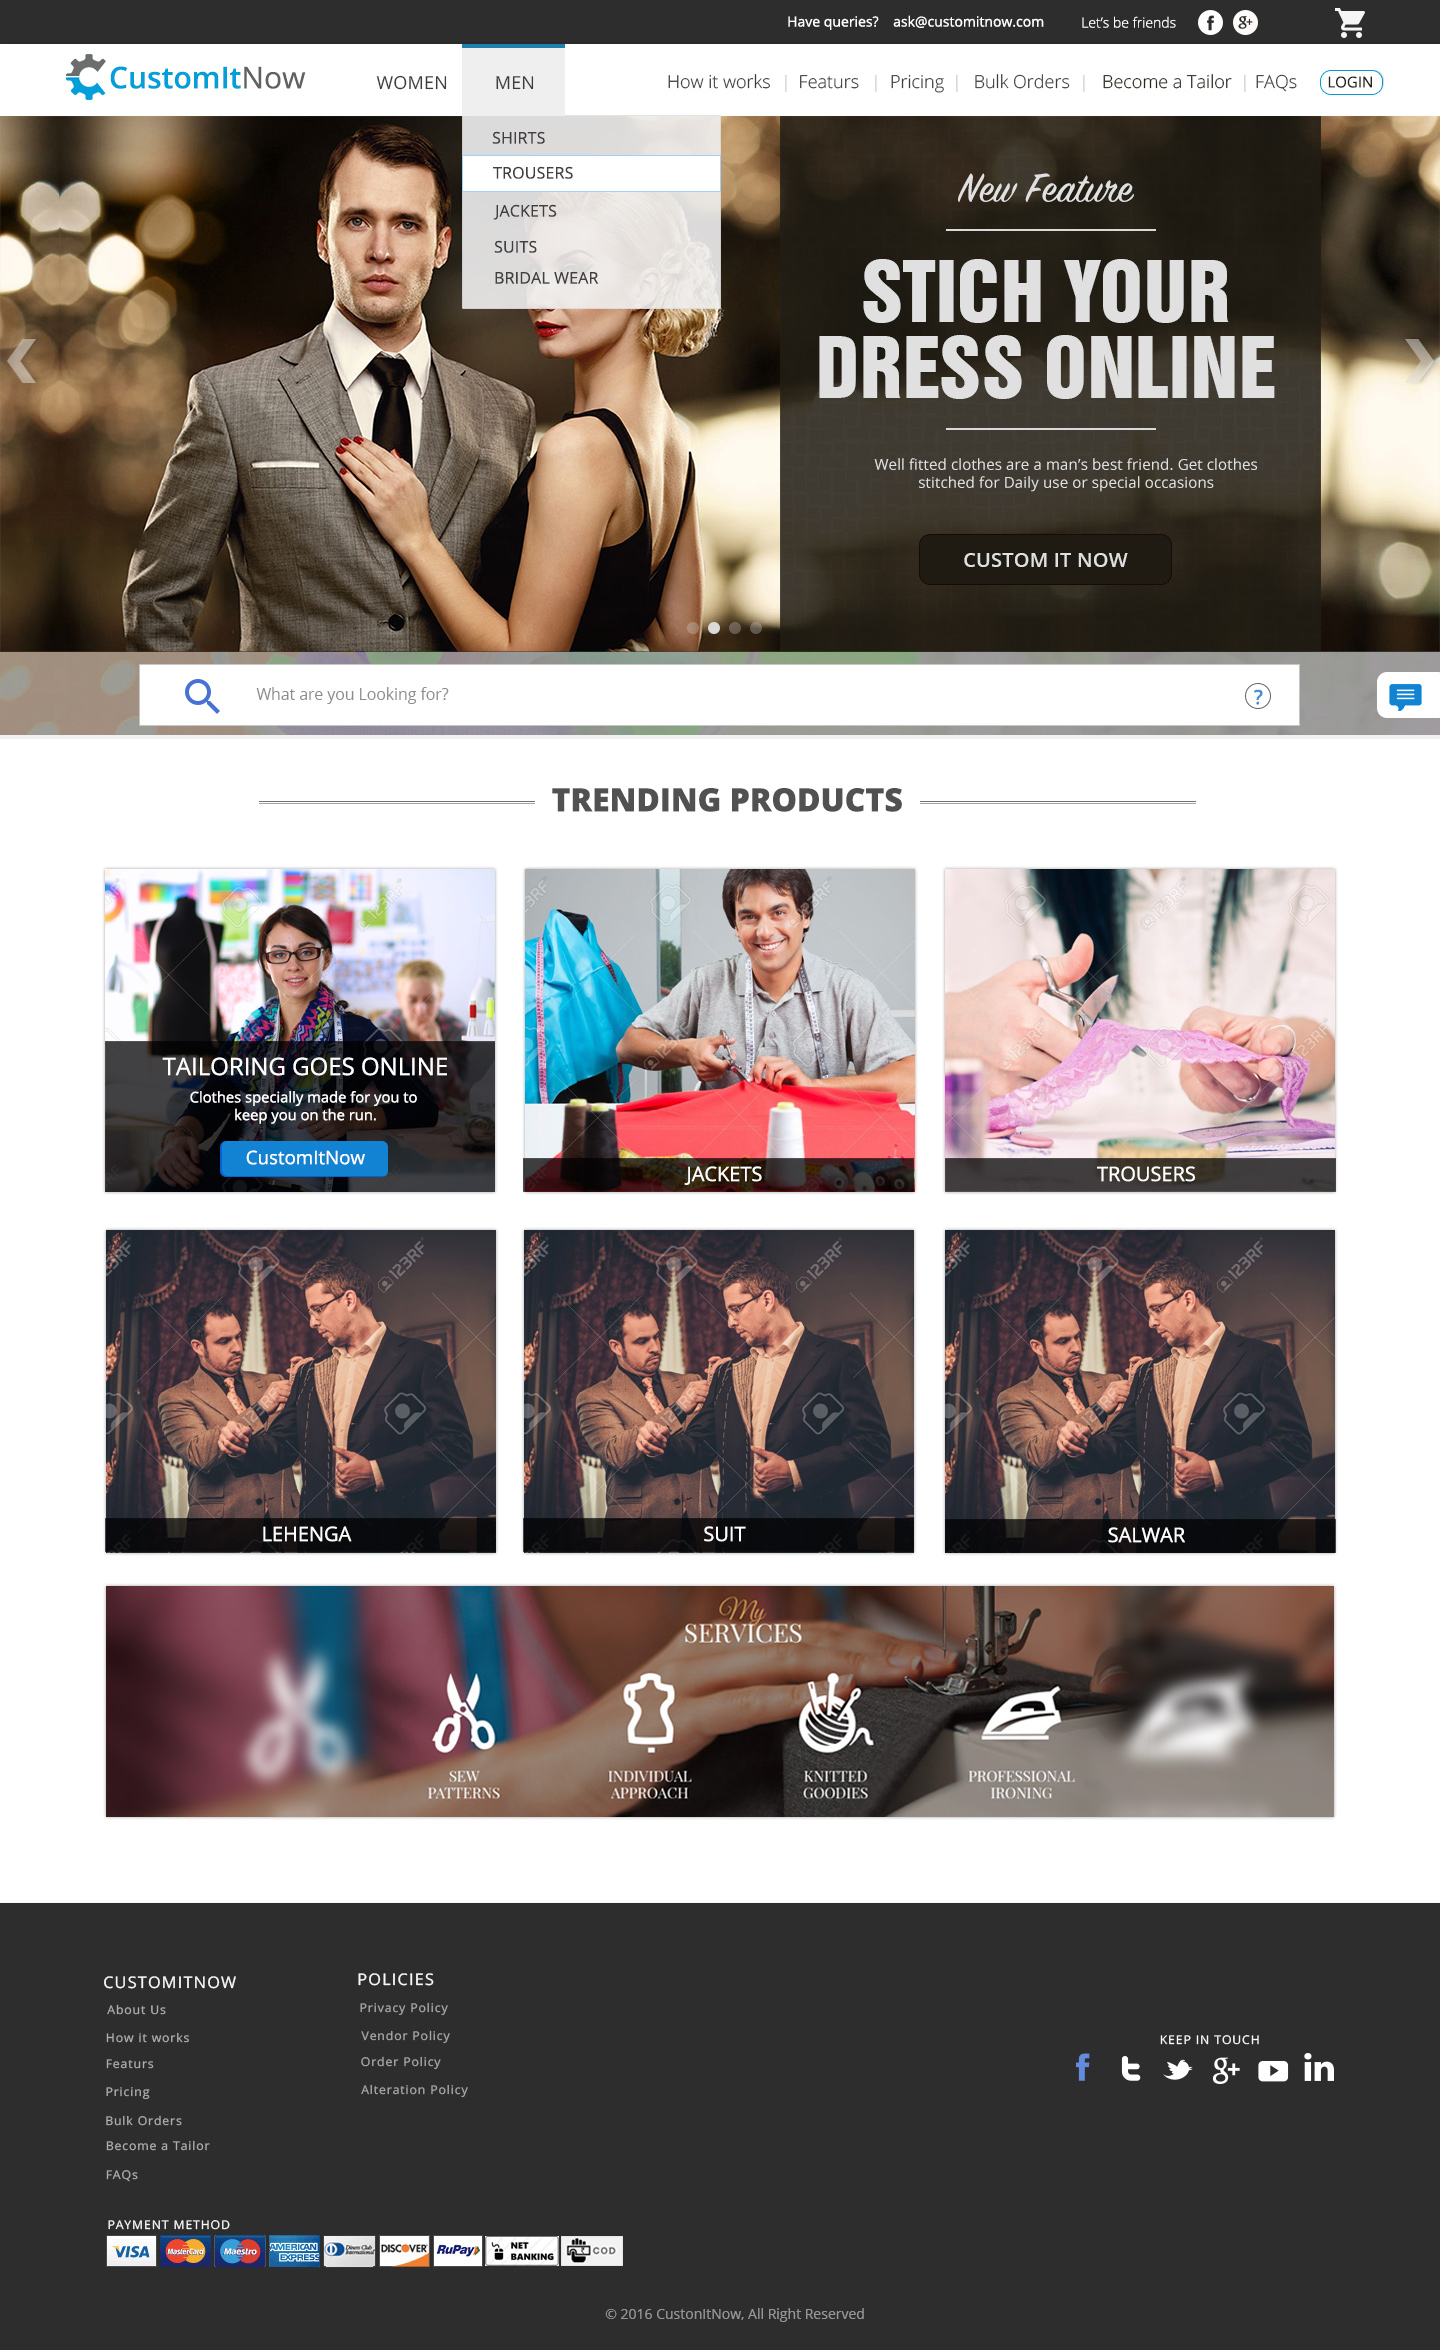 Have queries? ask@customitnow.com Let's be friends
CustomItNow WOMEN MEN How it works | Featurs | Pricing | Bulk Orders | Become a Tailor | FAQs LOGIN
SHIRTS
TROUSERS
JACKETS
SUITS
BRIDAL WEAR
New Feature
STICH YOUR
DRESS ONLINE
Well fitted clothes are a man's best friend. Get clothes
stitched for Daily use or special occasions
CUSTOM IT NOW
What are you Looking for? ?
TRENDING PRODUCTS
TAILORING GOES ONLINE
Clothes specially made for you to
keep you on the run.
CustomItNow
JACKETS
TROUSERS
123RF
123RF
123RF
LEHENGA
SUIT
SALWAR
My
SERVICES
SEW
PATTERNS
INDIVIDUAL
APPROACH
KNITTED
GOODIES
PROFESSIONAL
IRONING
CUSTOMITNOW
About Us
How it works
Featurs
Pricing
Bulk Orders
Become a Tailor
FAQs
POLICIES
Privacy Policy
Vendor Policy
Order Policy
Alteration Policy
KEEP IN TOUCH
PAYMENT METHOD
VISA MasterCard Maestro AMERICAN EXPRESS Diners Club International DISCOVER RuPay NET BANKING COD
© 2016 CustonItNow, All Right Reserved